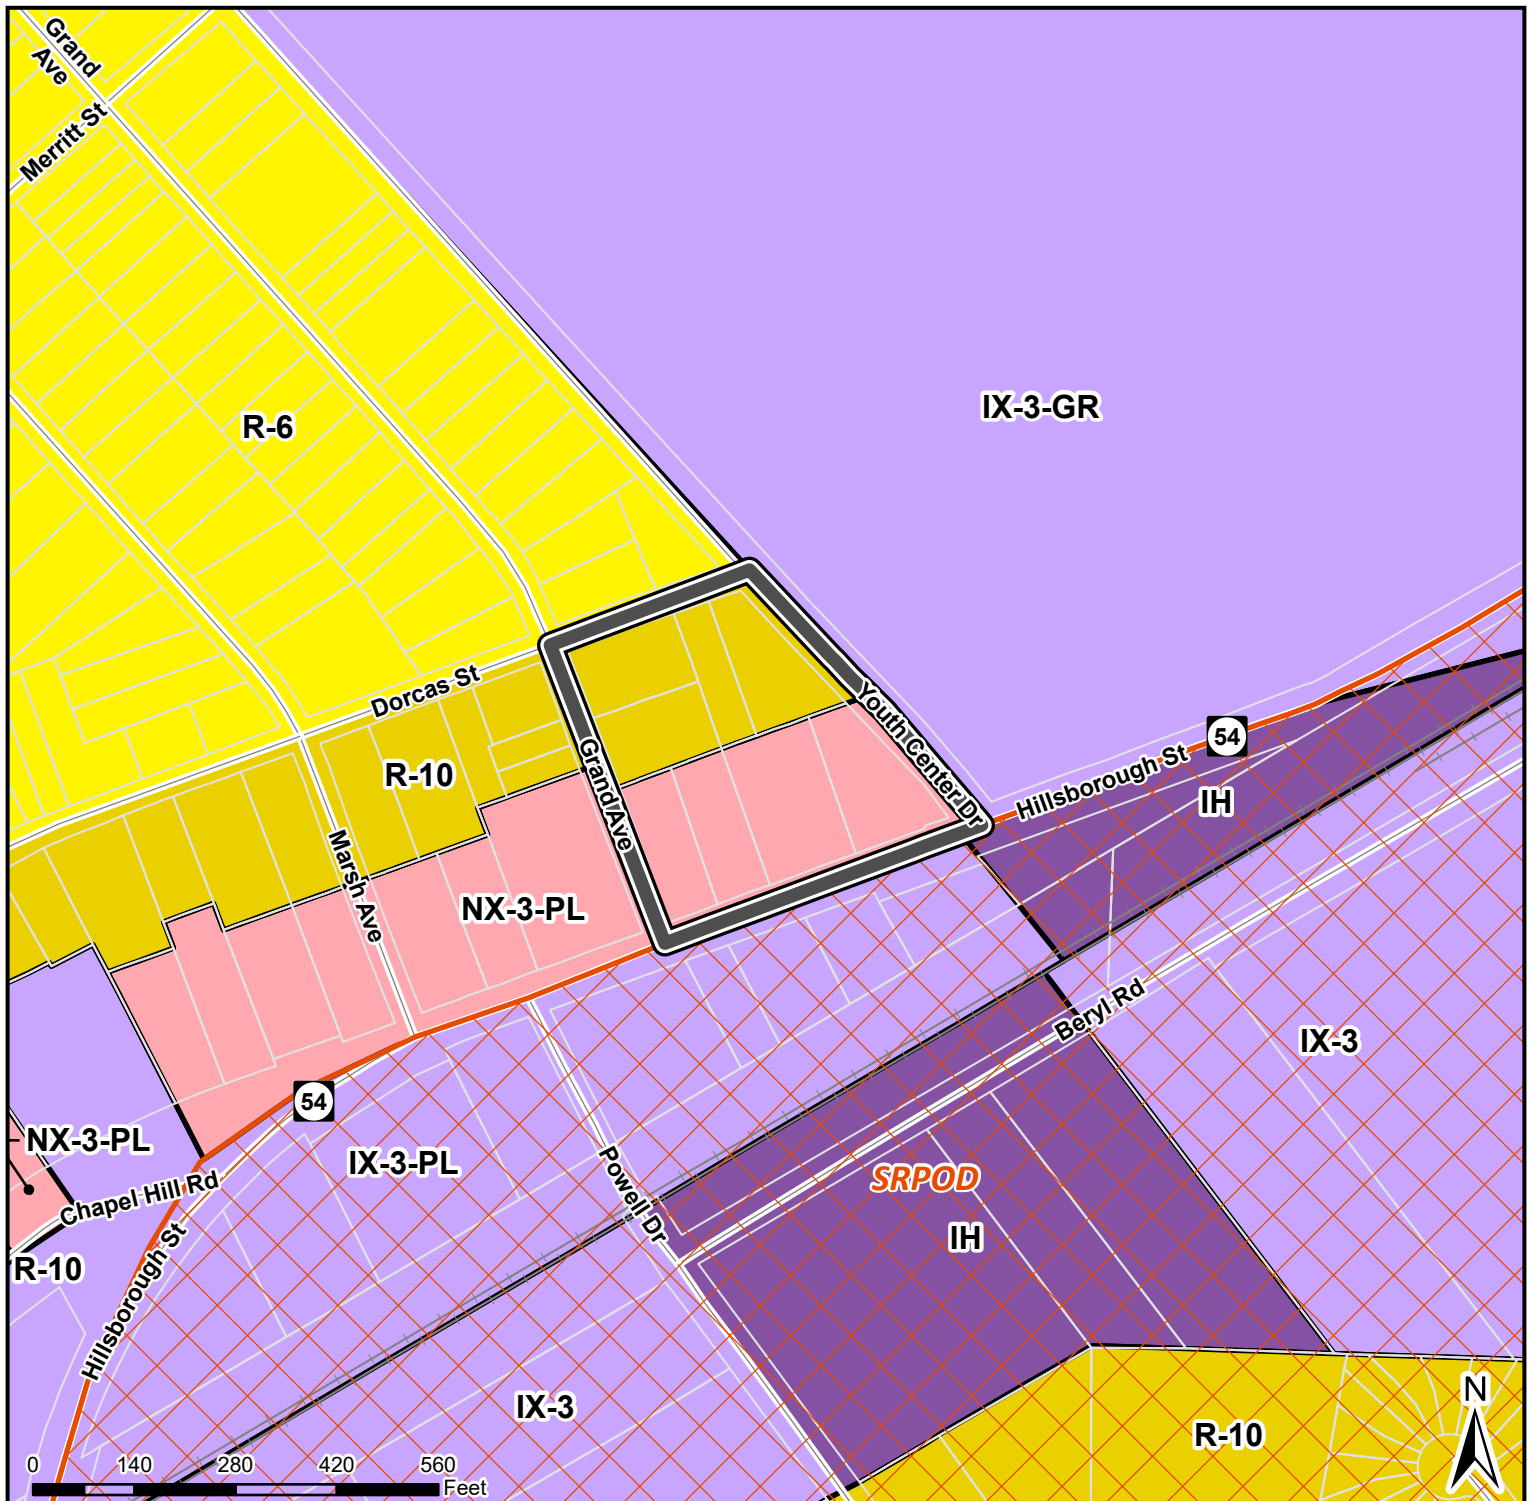 Grand
Ave
Merritt St
R-6
IX-3-GR
Dorcas St
Youth Center Dr
Grand Ave
R-10
Hillsborough St
54
IH
Marsh Ave
NX-3-PL
Beryl Rd
IX-3
54
NX-3-PL
IX-3-PL
Chapel Hill Rd
Powell Dr
SRPOD
IH
R-10
Hillsborough St
IX-3
R-10
N
0 140 280 420 560
Feet